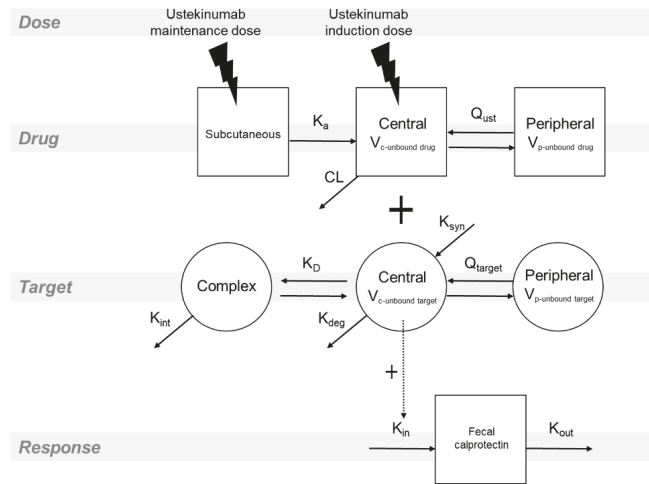 Dose
Ustekinumab
maintenance dose
Ustekinumab
induction dose
Drug
Subcutaneous
Ka
Central
Vc-unbound drug
Qust
Peripheral
Vp-unbound drug
CL
+
Ksyn
Target
Complex
KD
Central
Vc-unbound target
Qtarget
Peripheral
Vp-unbound target
Kint
Kdeg
+
Response
Kin
Fecal
calprotectin
Kout